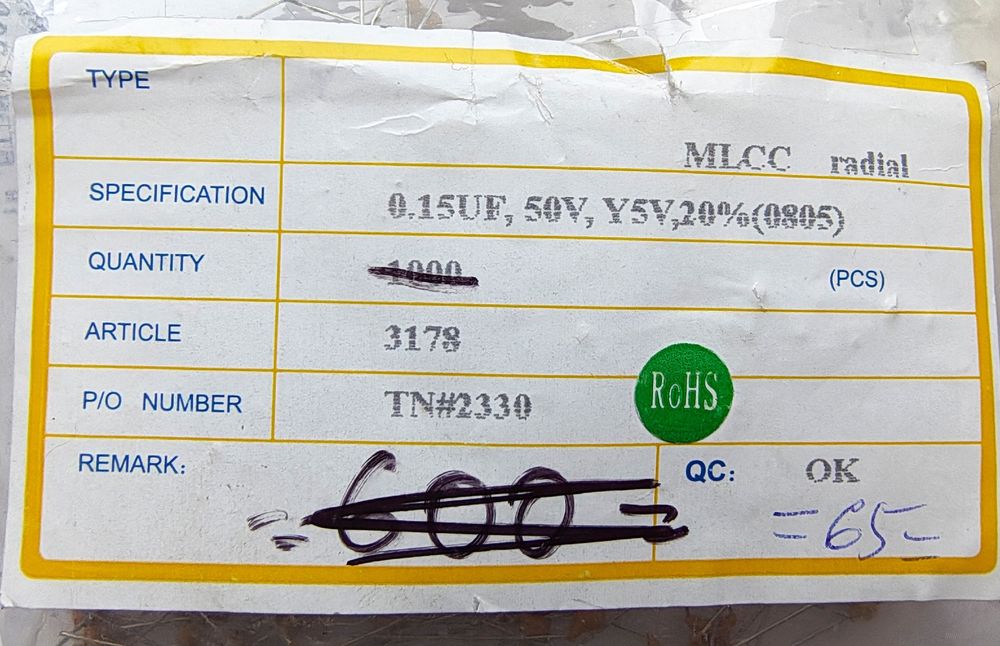 TYPE
MLCC radial
SPECIFICATION 0.15UF, 50V, Y5V,20%(0805)
QUANTITY 1000 (PCS)
ARTICLE 3178
P/O NUMBER TN#2330
RoHS
REMARK: QC: OK
=600=
=65=